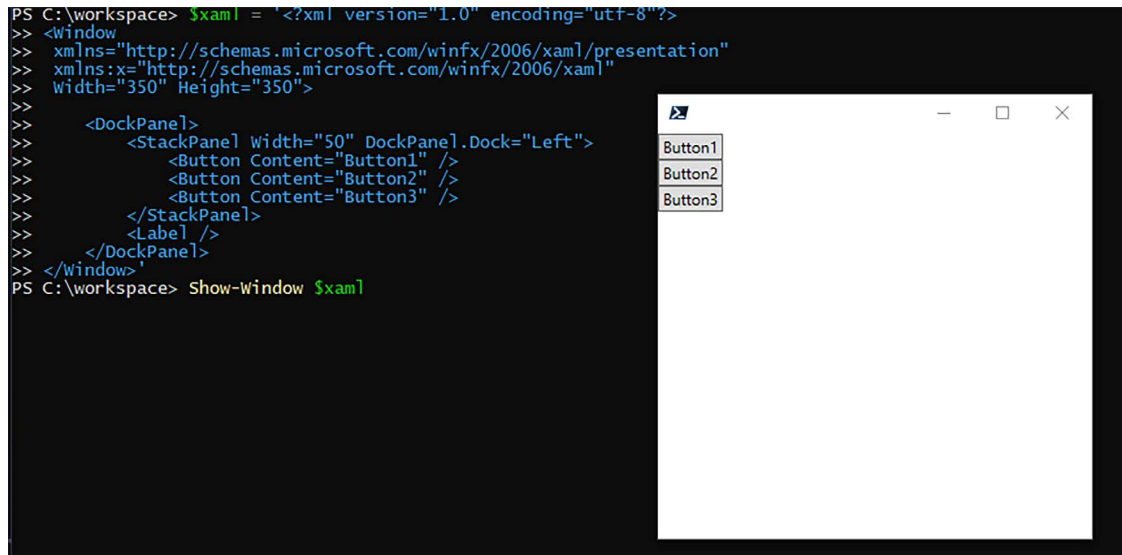 PS C:\workspace> $xaml = '<?xml version="1.0" encoding="utf-8"?>
>> <Window
>>  xmlns="http://schemas.microsoft.com/winfx/2006/xaml/presentation"
>>  xmlns:x="http://schemas.microsoft.com/winfx/2006/xaml"
>>  Width="350" Height="350">
>>
>>     <DockPanel>
>>         <StackPanel Width="50" DockPanel.Dock="Left">
>>             <Button Content="Button1" />
>>             <Button Content="Button2" />
>>             <Button Content="Button3" />
>>         </StackPanel>
>>         <Label />
>>     </DockPanel>
>> </Window>'
PS C:\workspace> Show-Window $xaml
Button1
Button2
Button3